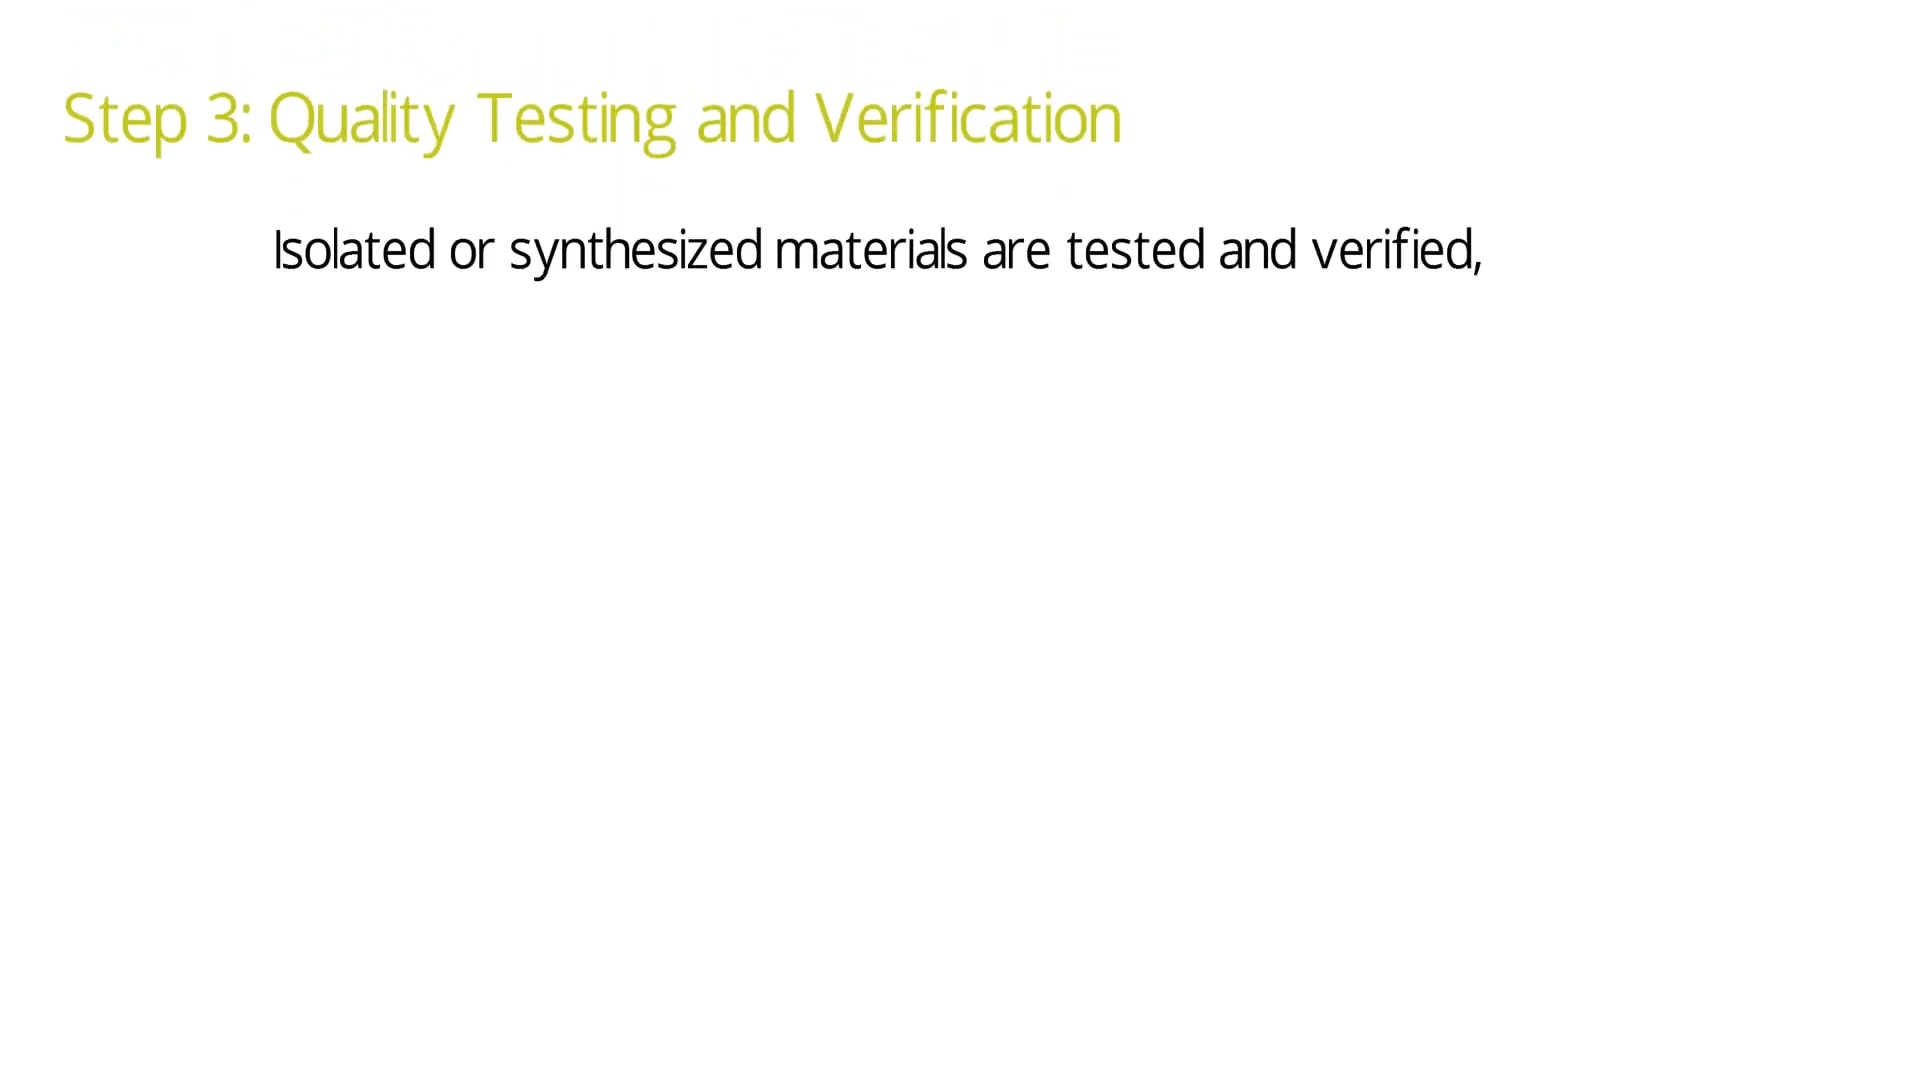 Step 3: Quality Testing and Verification
Isolated or synthesized materials are tested and verified,